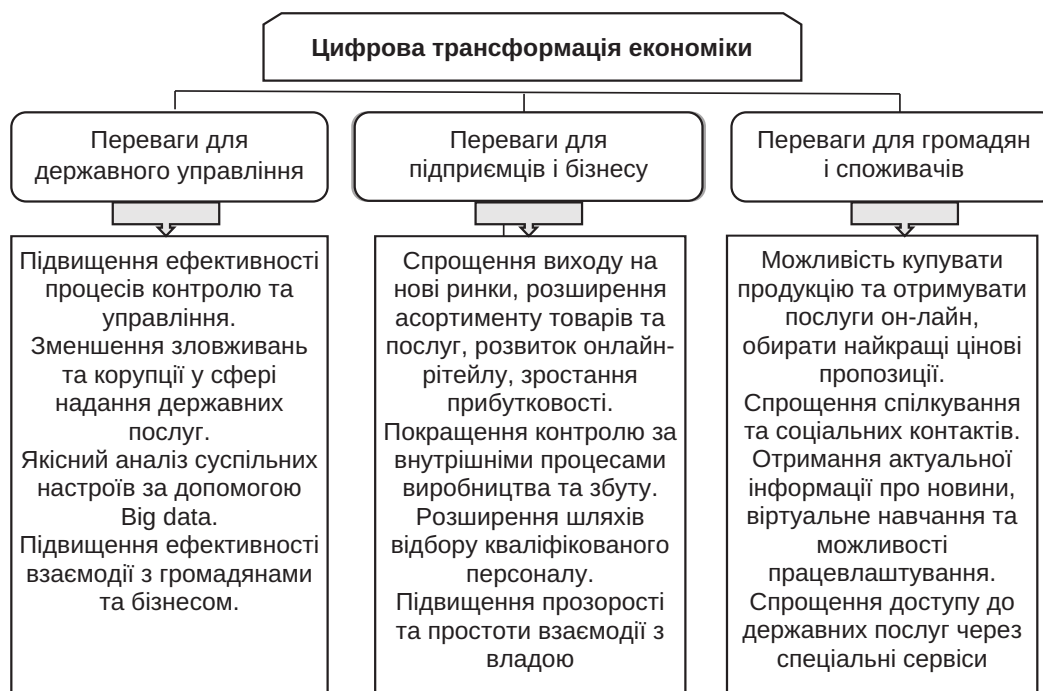 Цифрова трансформація економіки
Переваги для
державного управління
Підвищення ефективності
процесів контролю та
управління.
Зменшення зловживань
та корупції у сфері
надання державних
послуг.
Якісний аналіз суспільних
настроїв за допомогою
Big data.
Підвищення ефективності
взаємодії з громадянами
та бізнесом.
Переваги для
підприємців і бізнесу
Спрощення виходу на
нові ринки, розширення
асортименту товарів та
послуг, розвиток онлайн-
рітейлу, зростання
прибутковості.
Покращення контролю за
внутрішніми процесами
виробництва та збуту.
Розширення шляхів
відбору кваліфікованого
персоналу.
Підвищення прозорості
та простоти взаємодії з
владою
Переваги для громадян
і споживачів
Можливість купувати
продукцію та отримувати
послуги он-лайн,
обирати найкращі цінові
пропозиції.
Спрощення спілкування
та соціальних контактів.
Отримання актуальної
інформації про новини,
віртуальне навчання та
можливості
працевлаштування.
Спрощення доступу до
державних послуг через
спеціальні сервіси